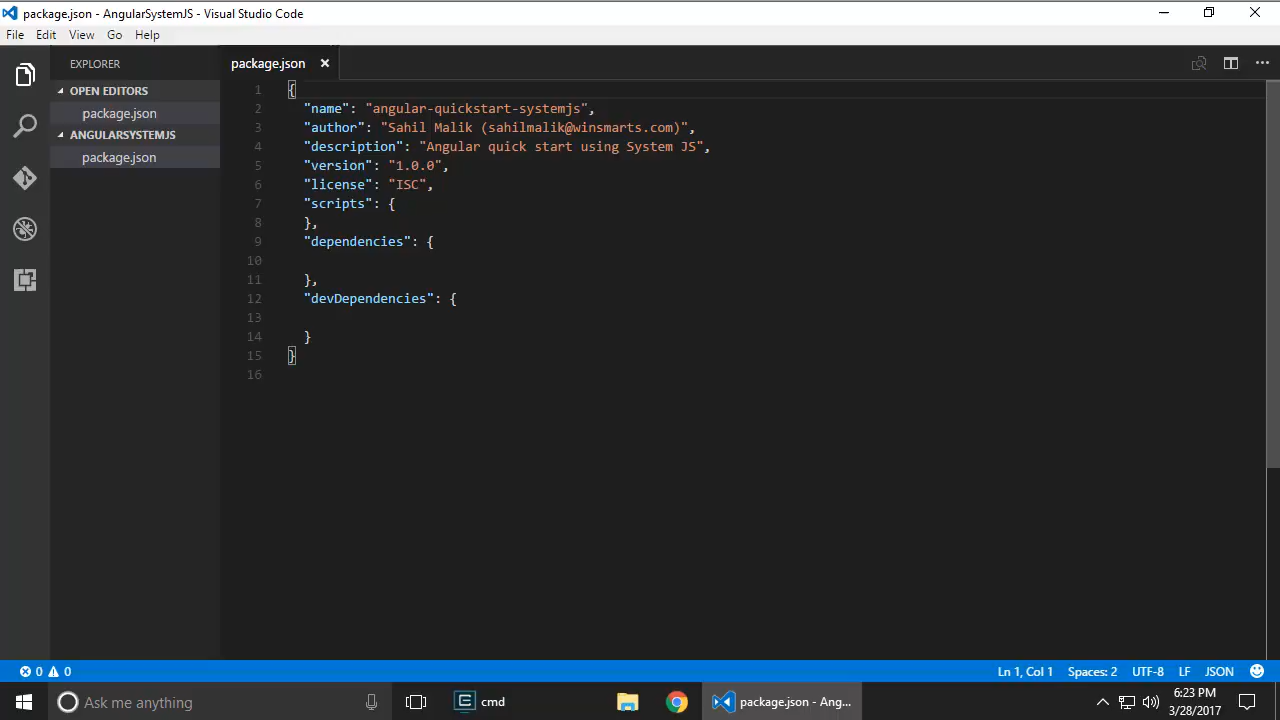 package.json - AngularSystemJS - Visual Studio Code
File Edit View Go Help
EXPLORER
OPEN EDITORS
package.json
ANGULARSYSTEMJS
package.json
package.json
1 {
2 "name": "angular-quickstart-systemjs",
3 "author": "Sahil Malik (sahilmalik@winsmarts.com)",
4 "description": "Angular quick start using System JS",
5 "version": "1.0.0",
6 "license": "ISC",
7 "scripts": {
8 },
9 "dependencies": {
10
11 },
12 "devDependencies": {
13
14 }
15 }
16
0 0 Ln 1, Col 1 Spaces: 2 UTF-8 LF JSON
Ask me anything cmd package.json - Ang... 6:23 PM
3/28/2017